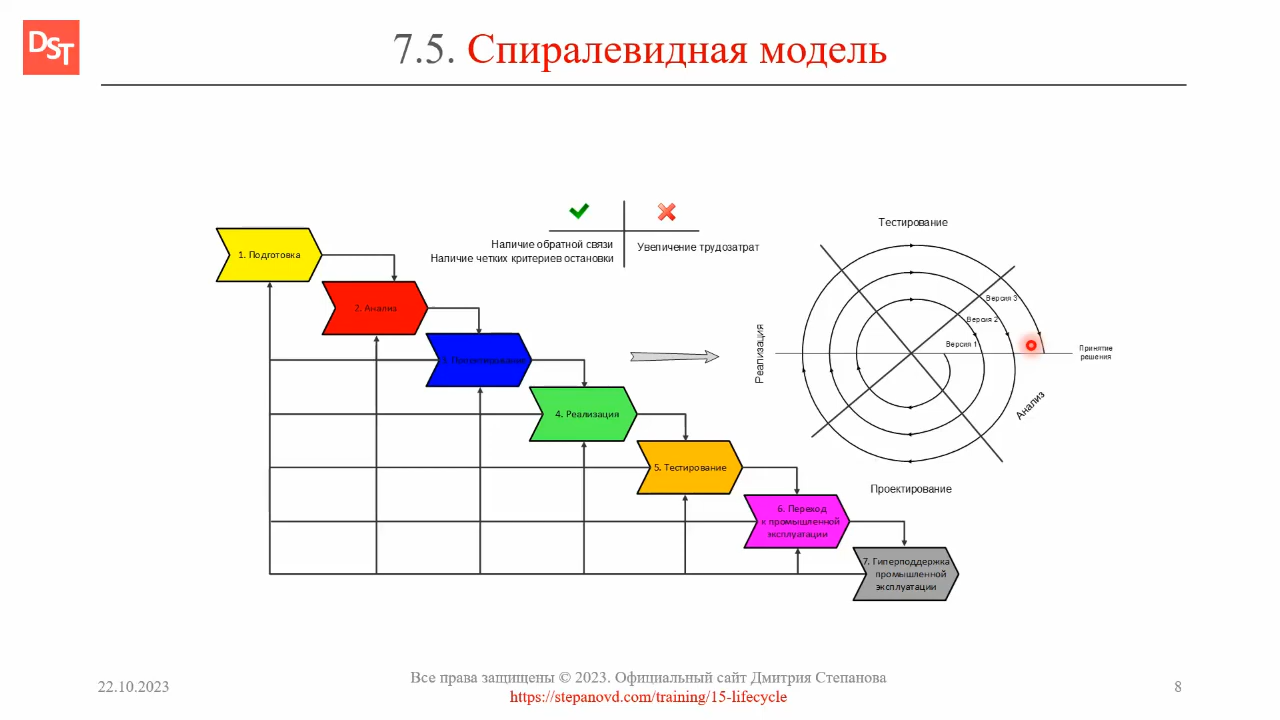 DST
7.5. Спиралевидная модель
Наличие обратной связи
Наличие четких критериев остановки
Увеличение трудозатрат
1. Подготовка
2. Анализ
3. Проектирование
4. Реализация
5. Тестирование
6. Переход
к промышленной
эксплуатации
7. Гиперподдержка
промышленной
эксплуатации
Тестирование
Версия 3
Версия 2
Версия 1
Реализация
Принятие
решения
Анализ
Проектирование
22.10.2023
Все права защищены © 2023. Официальный сайт Дмитрия Степанова
https://stepanovd.com/training/15-lifecycle
8